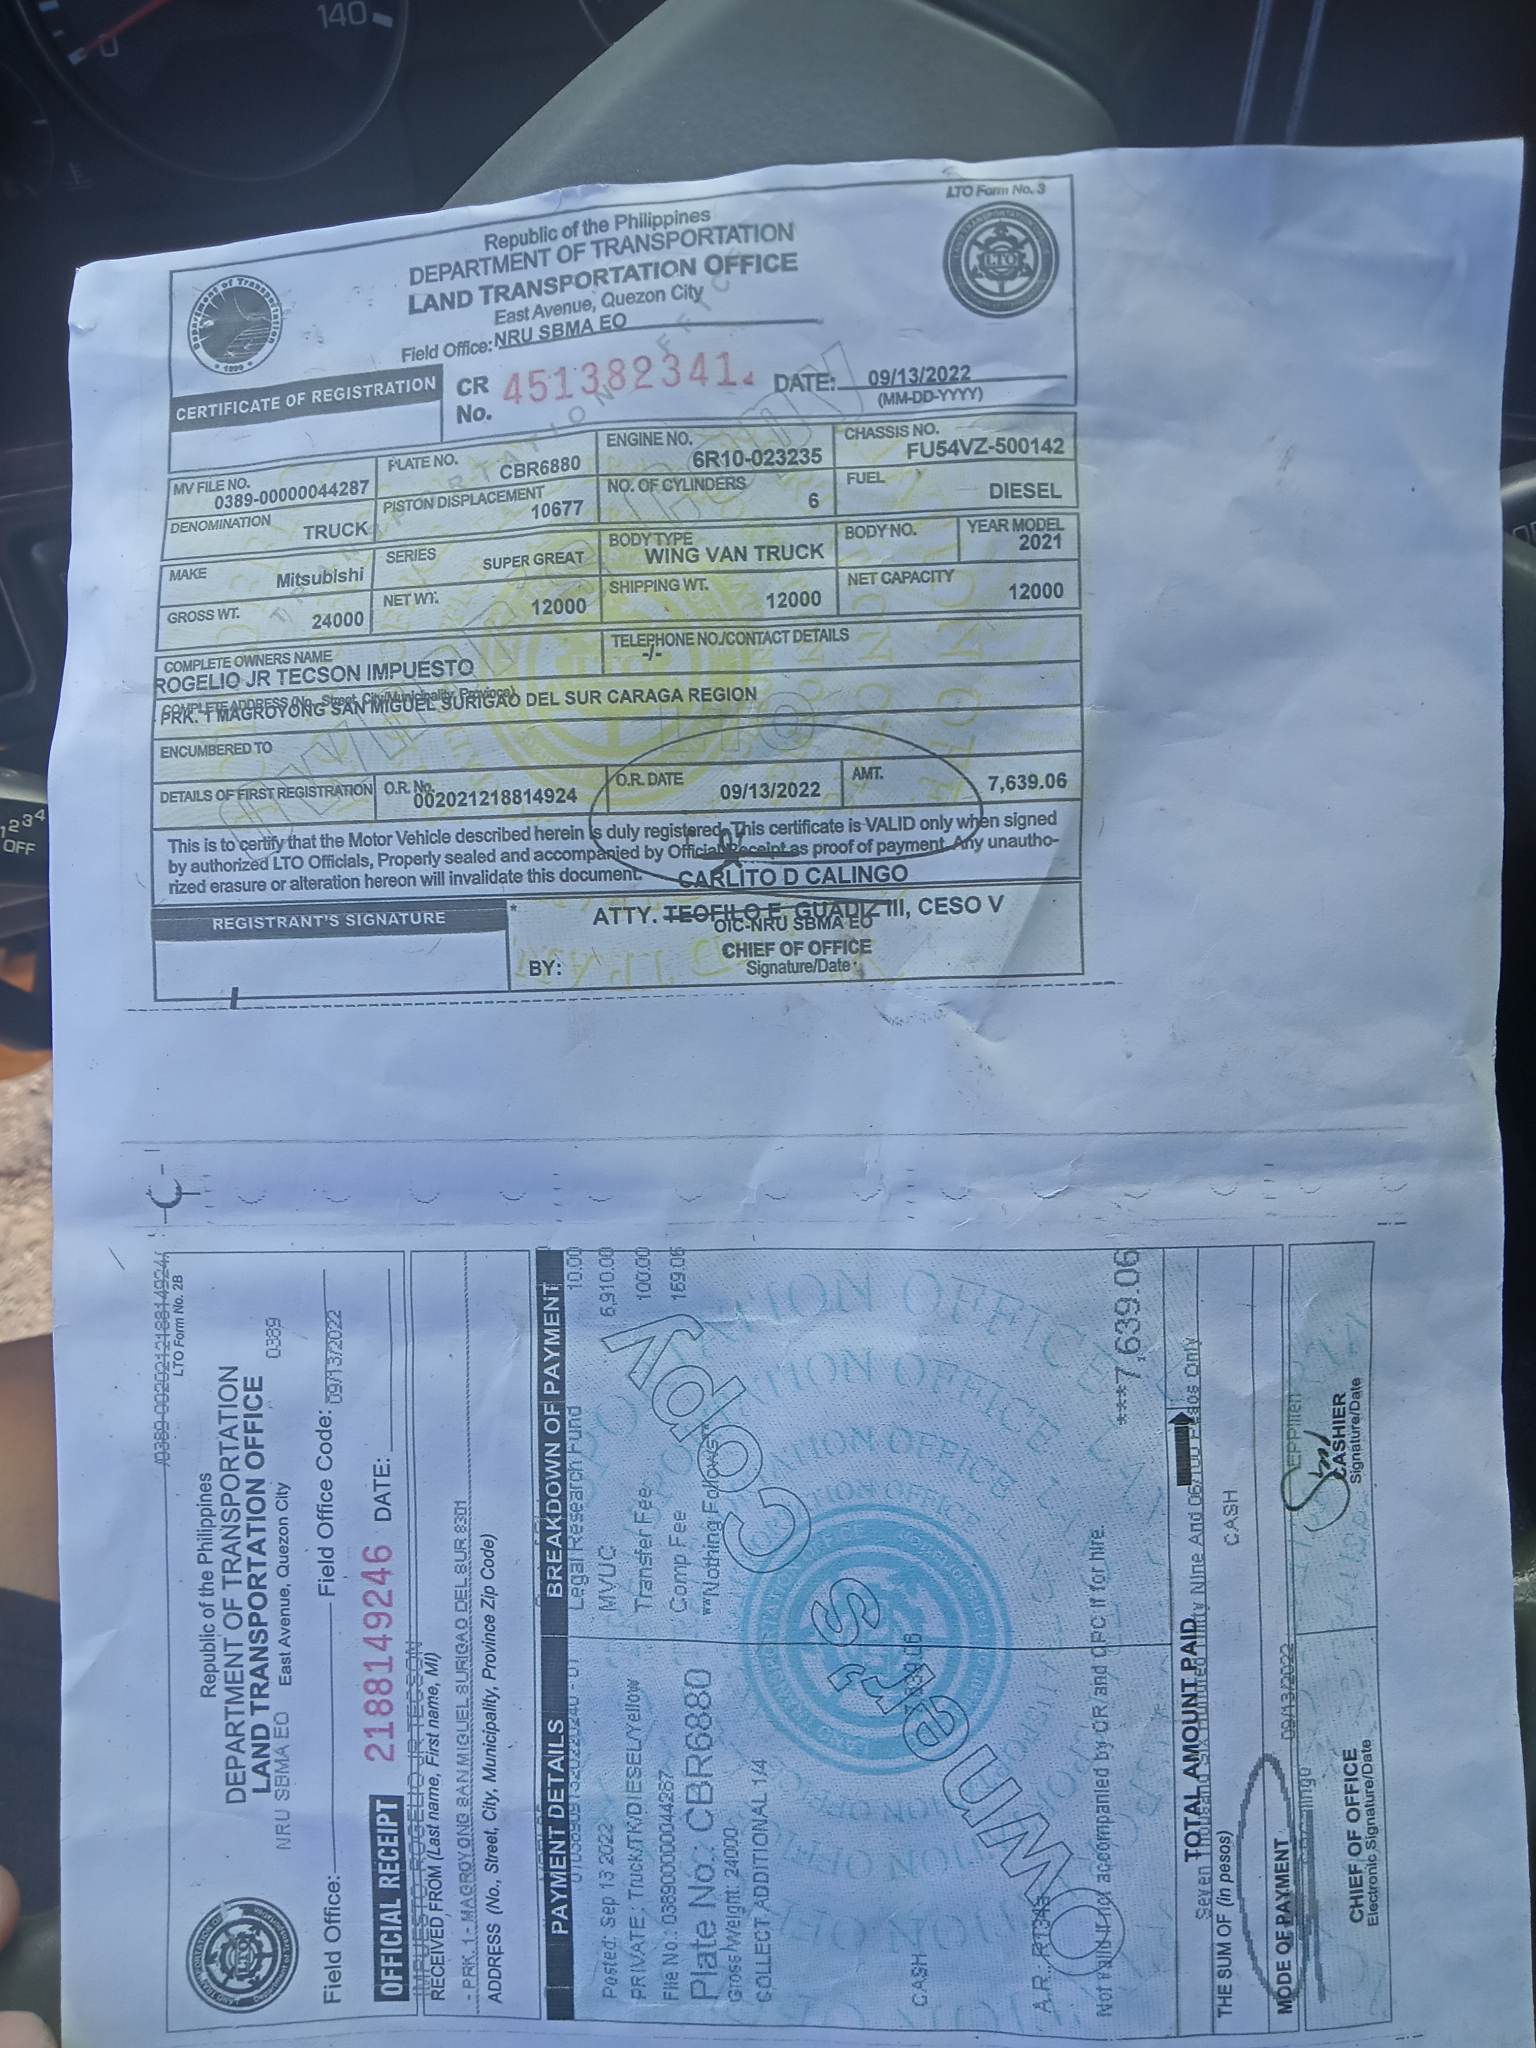 140
0
1234
OFF
LTO Form No. 3
Republic of the Philippines
DEPARTMENT OF TRANSPORTATION
LAND TRANSPORTATION OFFICE
East Avenue, Quezon City
Field Office: NRU SBMA EO
CERTIFICATE OF REGISTRATION
CR No. 451382341
DATE: 09/13/2022
(MM-DD-YYYY)
MV FILE NO. 0389-00000044287
PLATE NO. CBR6880
ENGINE NO. 6R10-023235
CHASSIS NO. FU54VZ-500142
DENOMINATION TRUCK
PISTON DISPLACEMENT 10677
NO. OF CYLINDERS 6
FUEL DIESEL
MAKE Mitsubishi
SERIES SUPER GREAT
BODY TYPE WING VAN TRUCK
BODY NO.
YEAR MODEL 2021
GROSS WT. 24000
NET WT. 12000
SHIPPING WT. 12000
NET CAPACITY 12000
COMPLETE OWNERS NAME
ROGELIO JR TECSON IMPUESTO
TELEPHONE NO./CONTACT DETAILS
-/-
COMPLETE ADDRESS (No., Street, City/Municipality, Province)
PRK. 1 MAGROYONG SAN MIGUEL SURIGAO DEL SUR CARAGA REGION
ENCUMBERED TO
DETAILS OF FIRST REGISTRATION
O.R. No. 002021218814924
O.R. DATE 09/13/2022
AMT. 7,639.06
This is to certify that the Motor Vehicle described herein is duly registered. This certificate is VALID only when signed
by authorized LTO Officials, Properly sealed and accompanied by Official Receipt as proof of payment. Any unautho-
rized erasure or alteration hereon will invalidate this document.
CARLITO D CALINGO
REGISTRANT'S SIGNATURE
ATTY. TEOFILO E. GUADIZ III, CESO V
OIC-NRU SBMA EO
CHIEF OF OFFICE
BY:
Signature/Date
LTO Form No. 2B
Republic of the Philippines
DEPARTMENT OF TRANSPORTATION
LAND TRANSPORTATION OFFICE
NRU SBMA EO East Avenue, Quezon City 0389
Field Office: Field Office Code:
09/13/2022
OFFICIAL RECEIPT 2188149246 DATE:
IMPUESTO ROGELIO JR TECSON
RECEIVED FROM (Last name, First name, MI)
- PRK. 1 - MAGROYONG SAN MIGUEL SURIGAO DEL SUR 8301
ADDRESS (No., Street, City, Municipality, Province Zip Code)
PAYMENT DETAILS
BREAKDOWN OF PAYMENT
Legal Research Fund 10.00
Posted: Sep 13 2022
MVUC 6,910.00
PRIVATE : Truck/TK/DIESEL/Yellow
Transfer Fee 100.00
File No.: 038900000044287
Comp Fee 169.06
Plate No.: CBR6880
Nothing Follows
Gross Weight: 24000
COLLECT ADDITIONAL 1/4
Owner's Copy
CASH
Not valid if not accompanied by OR and CPC if for hire.
***7,639.06
TOTAL AMOUNT PAID
THE SUM OF (in pesos)
CASH
MODE OF PAYMENT
09/13/2022
CHIEF OF OFFICE
Electronic Signature/Date
CASHIER
Signature/Date